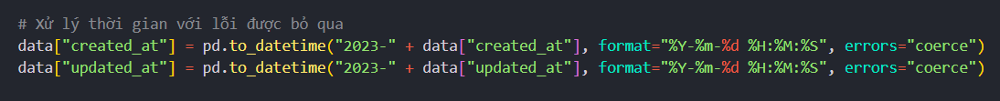 # Xử lý thời gian với lỗi được bỏ qua
data["created_at"] = pd.to_datetime("2023-" + data["created_at"], format="%Y-%m-%d %H:%M:%S", errors="coerce")
data["updated_at"] = pd.to_datetime("2023-" + data["updated_at"], format="%Y-%m-%d %H:%M:%S", errors="coerce")